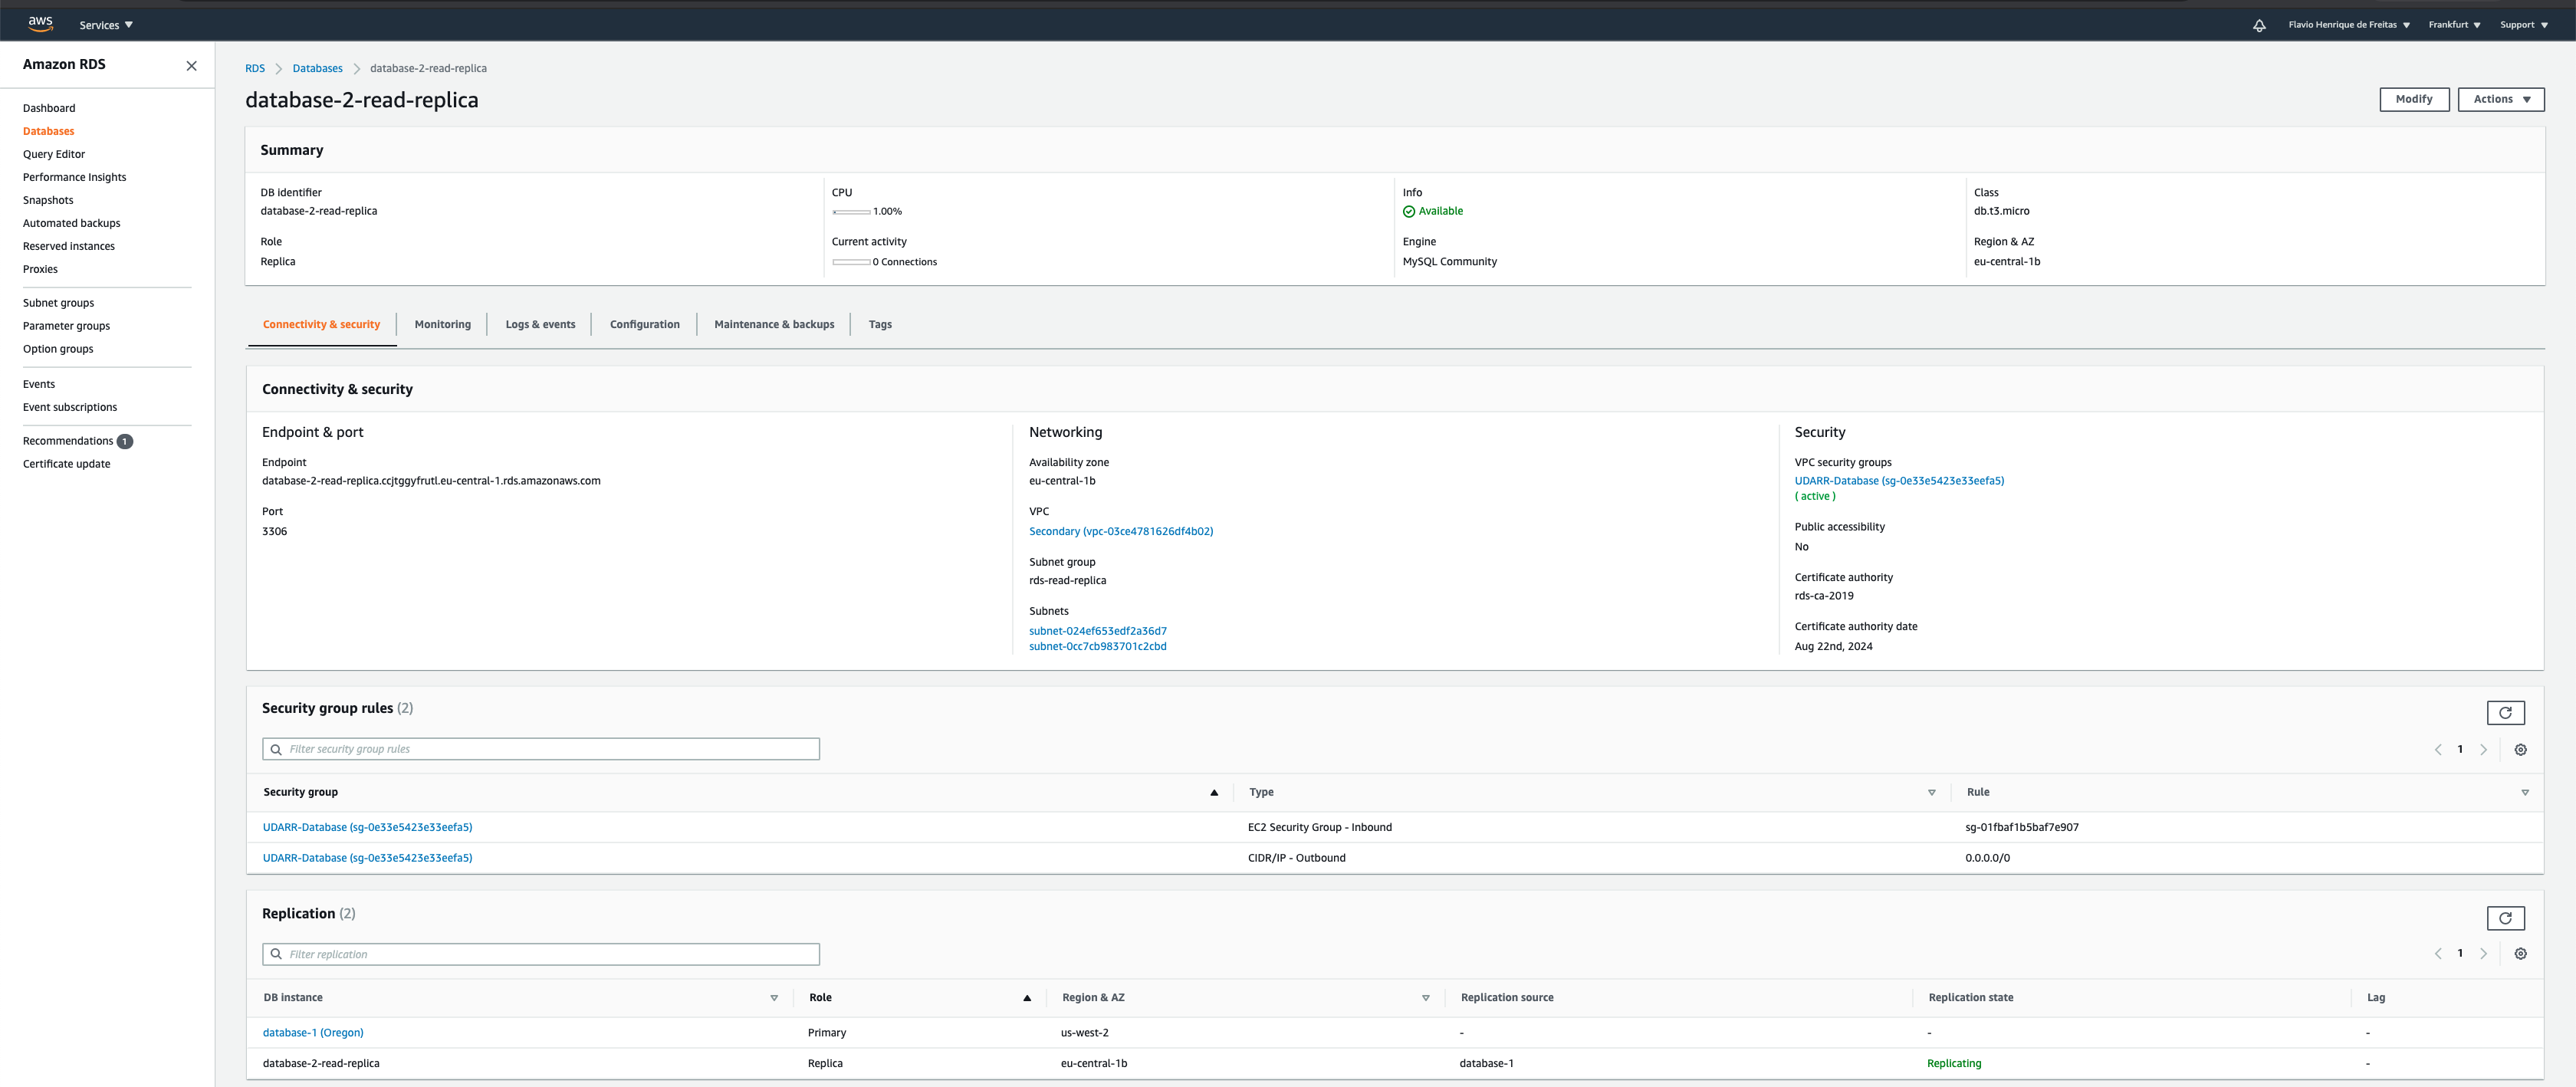 aws
Services
Flavio Henrique de Freitas
Frankfurt
Support
Amazon RDS
Dashboard
Databases
Query Editor
Performance Insights
Snapshots
Automated backups
Reserved instances
Proxies
Subnet groups
Parameter groups
Option groups
Events
Event subscriptions
Recommendations 1
Certificate update
RDS > Databases > database-2-read-replica
database-2-read-replica
Modify
Actions
Summary
DB identifier
database-2-read-replica
CPU
1.00%
Info
Available
Class
db.t3.micro
Role
Replica
Current activity
0 Connections
Engine
MySQL Community
Region & AZ
eu-central-1b
Connectivity & security
Monitoring
Logs & events
Configuration
Maintenance & backups
Tags
Connectivity & security
Endpoint & port
Endpoint
database-2-read-replica.ccjtggyfrutl.eu-central-1.rds.amazonaws.com
Port
3306
Networking
Availability zone
eu-central-1b
VPC
Secondary (vpc-03ce4781626df4b02)
Subnet group
rds-read-replica
Subnets
subnet-024ef653edf2a36d7
subnet-0cc7cb983701c2cbd
Security
VPC security groups
UDARR-Database (sg-0e33e5423e33eefa5)
( active )
Public accessibility
No
Certificate authority
rds-ca-2019
Certificate authority date
Aug 22nd, 2024
Security group rules (2)
Filter security group rules
1
Security group Type Rule
UDARR-Database (sg-0e33e5423e33eefa5) EC2 Security Group - Inbound sg-01fbaf1b5baf7e907
UDARR-Database (sg-0e33e5423e33eefa5) CIDR/IP - Outbound 0.0.0.0/0
Replication (2)
Filter replication
1
DB instance Role Region & AZ Replication source Replication state Lag
database-1 (Oregon) Primary us-west-2 - - -
database-2-read-replica Replica eu-central-1b database-1 Replicating -